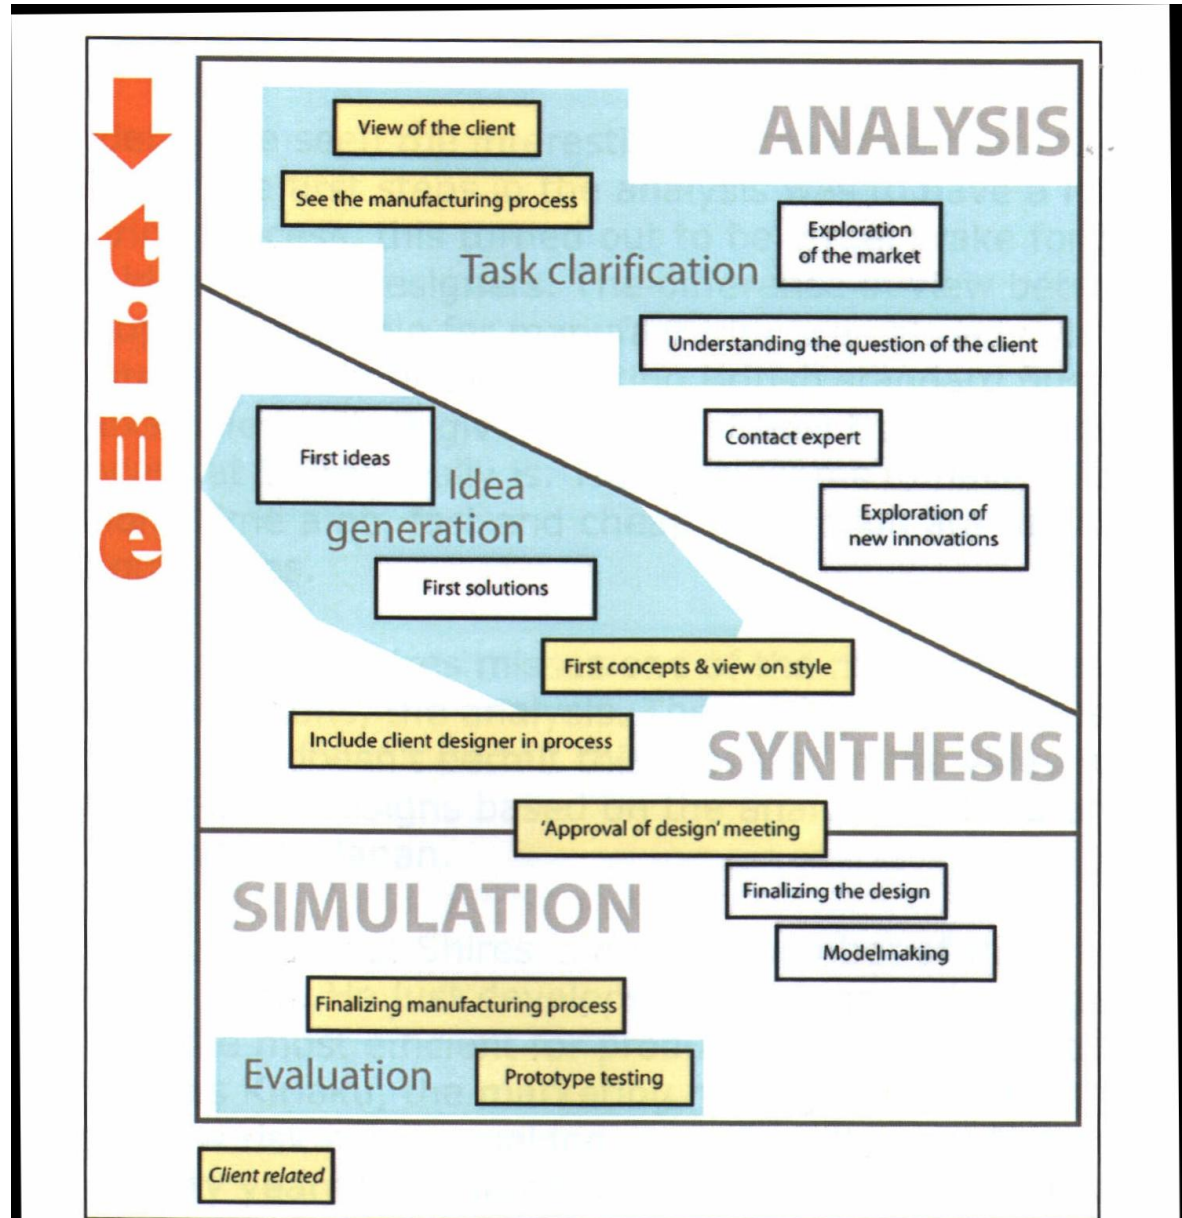 time
View of the client
ANALYSIS
See the manufacturing process
Exploration
of the market
Task clarification
Understanding the question of the client
First ideas
Contact expert
Idea
generation
Exploration of
new innovations
First solutions
First concepts & view on style
Include client designer in process
SYNTHESIS
'Approval of design' meeting
SIMULATION
Finalizing the design
Modelmaking
Finalizing manufacturing process
Evaluation
Prototype testing
Client related